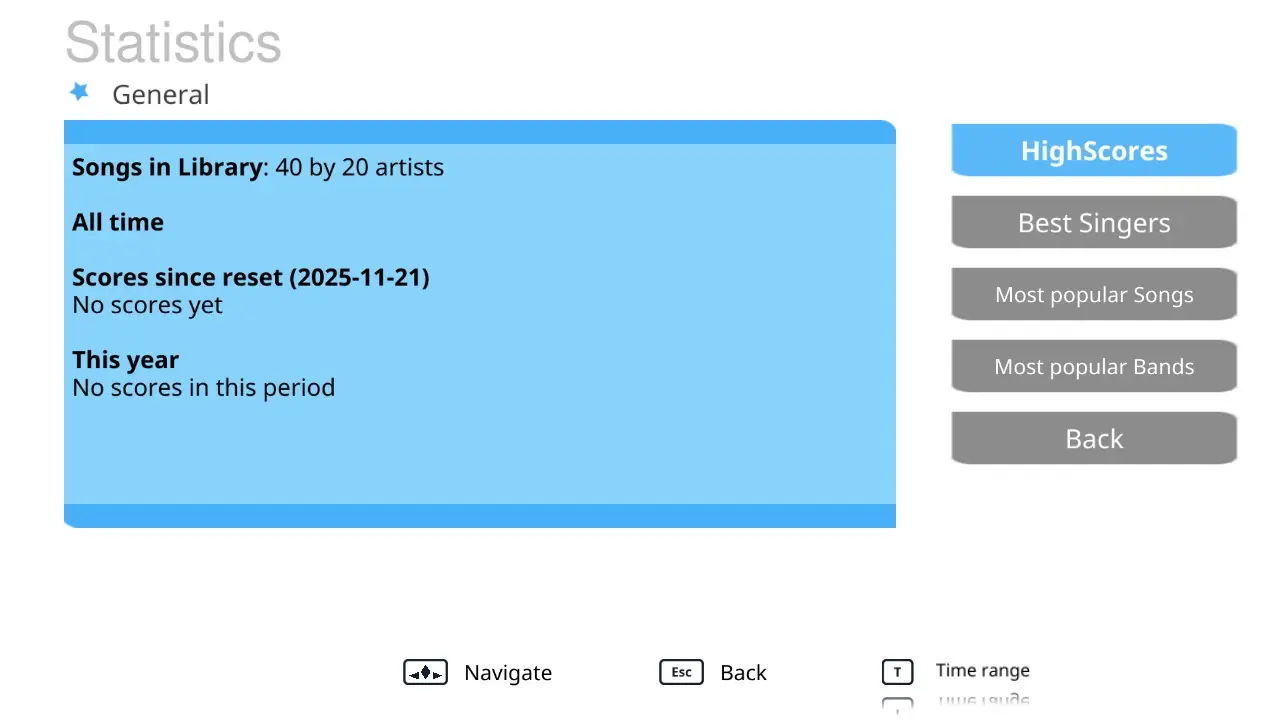 Statistics
General
Songs in Library: 40 by 20 artists
All time
Scores since reset (2025-11-21)
No scores yet
This year
No scores in this period
HighScores
Best Singers
Most popular Songs
Most popular Bands
Back
Navigate
Esc Back
T Time range